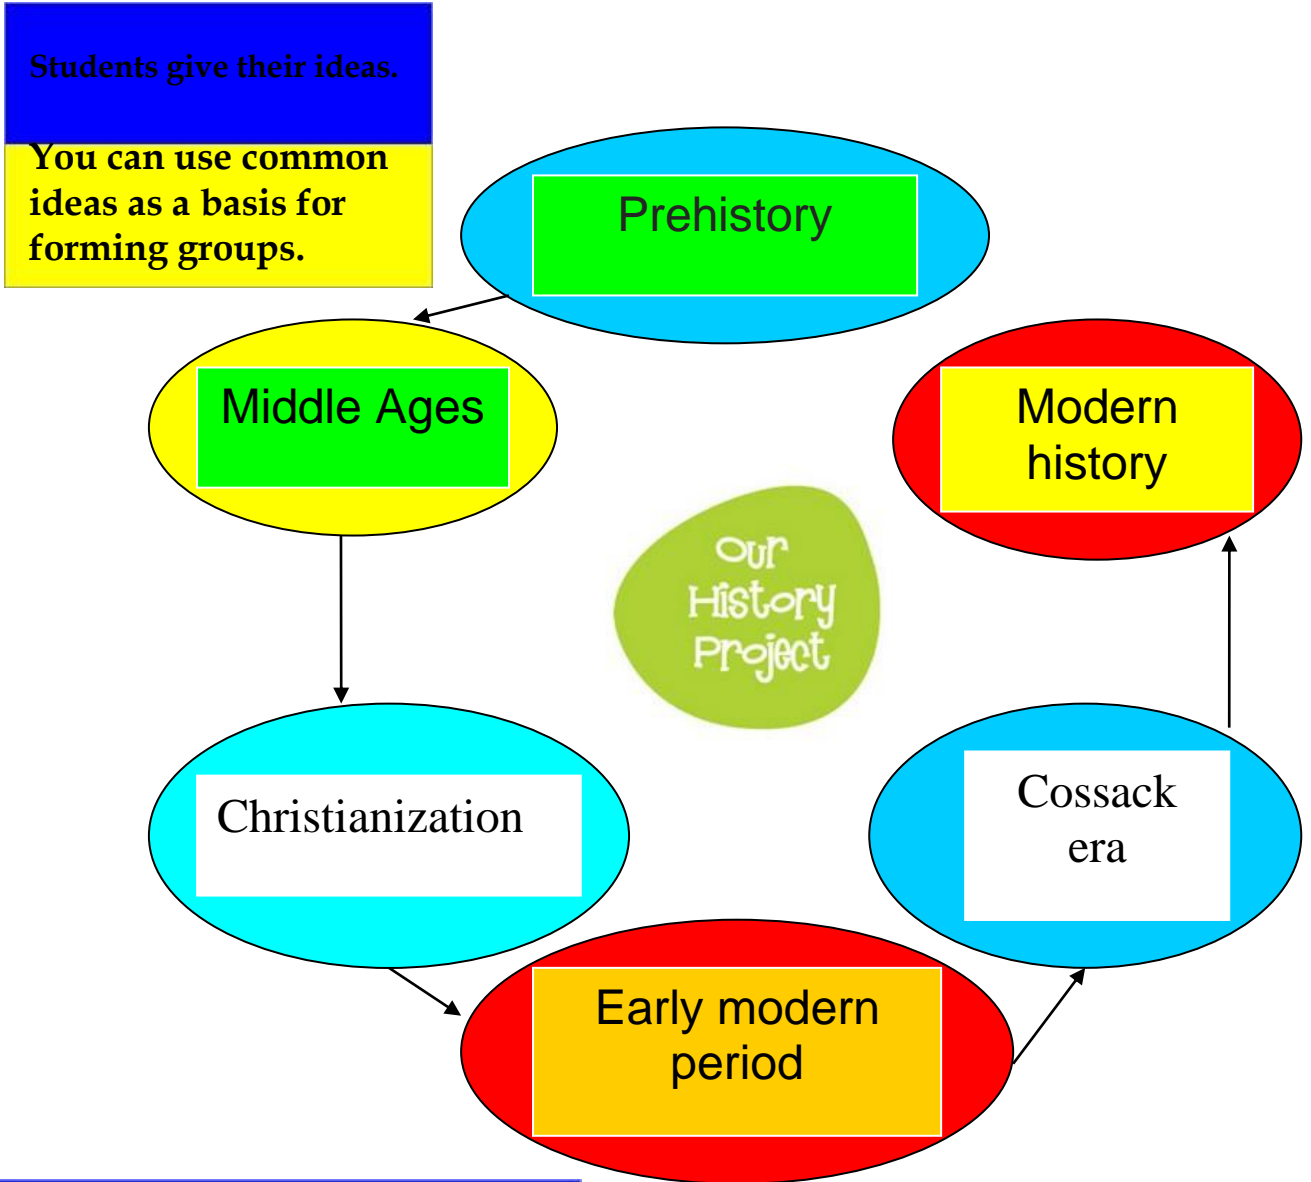 Students give their ideas.
You can use common
ideas as a basis for
forming groups.
Prehistory
Middle Ages
Modern
history
Our
History
Project
Christianization
Cossack
era
Early modern
period